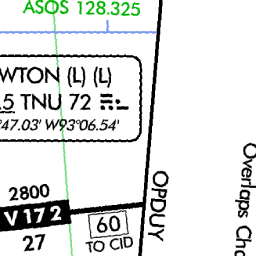 ASOS 128.325
WTON (L) (L)
5 TNU 72
47.03' W93°06.54'
2800
V 172
27
60
TO CID
OPDUY
Overlaps